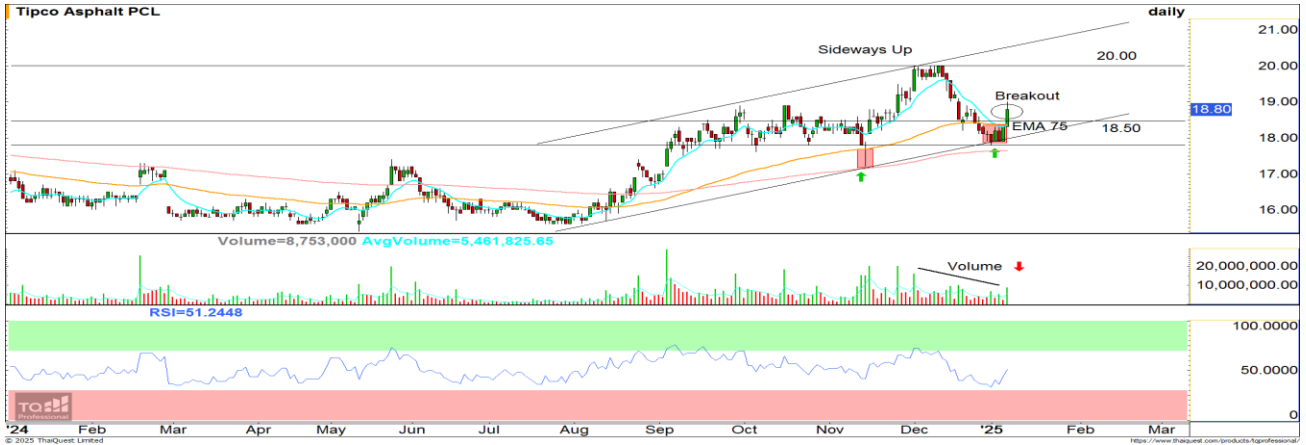 Tipco Asphalt PCL
daily
21.00
Sideways Up
20.00
20.00
19.00
Breakout
18.80
EMA 75
18.50
18.00
17.00
16.00
Volume=8,753,000 AvgVolume=5,461,825.65
Volume
20,000,000.00
10,000,000.00
RSI=51.2448
100.0000
50.0000
0
TQ
Professional
'24 Feb Mar Apr May Jun Jul Aug Sep Oct Nov Dec '25 Feb Mar
© 2025 ThaiQuest Limited
https://www.thaiquest.com/products/tqprofessional/